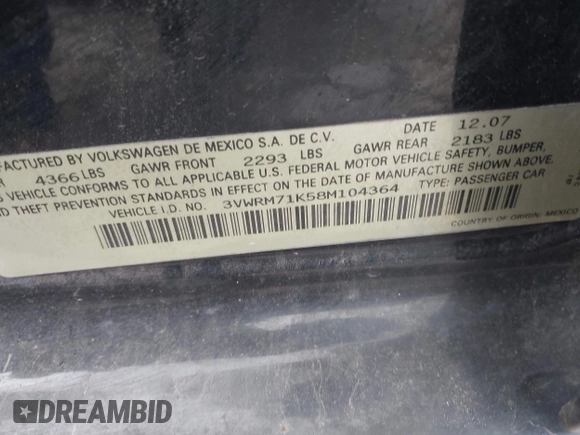 UFACTURED BY VOLKSWAGEN DE MEXICO S.A. DE C.V. DATE 12.07
R 4366 LBS GAWR FRONT 2293 LBS GAWR REAR 2183 LBS
S VEHICLE CONFORMS TO ALL APPLICABLE U.S. FEDERAL MOTOR VEHICLE SAFETY, BUMPER,
ND THEFT PREVENTION STANDARDS IN EFFECT ON THE DATE OF MANUFACTURE SHOWN ABOVE.
VEHICLE I.D. NO. 3VWRM71K58M104364 TYPE: PASSENGER CAR
COUNTRY OF ORIGIN: MEXICO
DREAMBID